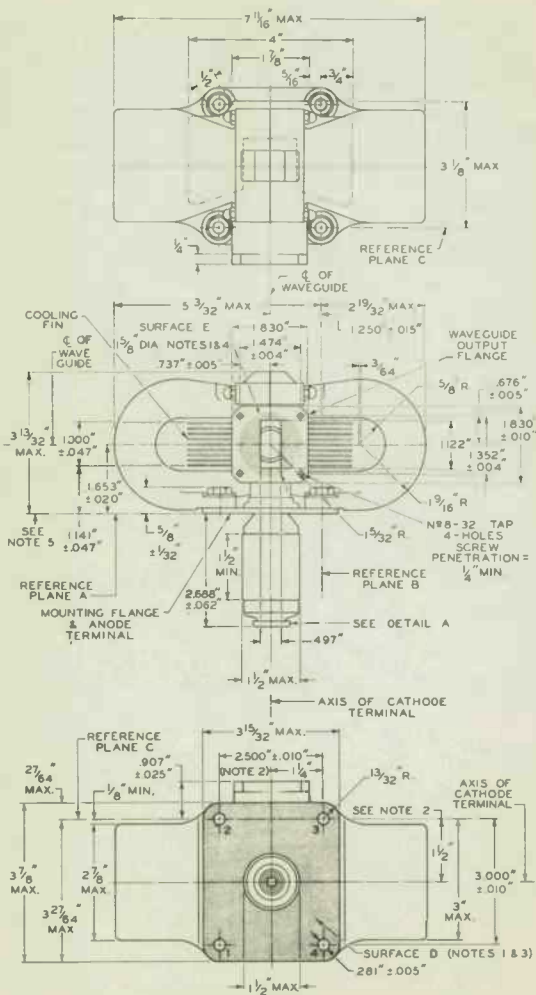 7 11/16" MAX
4"
1 7/8"
5/16"
3/4"
1/2"
3 1/8" MAX
1/4"
REFERENCE
PLANE C
℄ OF
WAVEGUIDE
5 3/32" MAX
2 19/32" MAX
COOLING
FIN
SURFACE E
1.830"
1.250 ±.015"
WAVEGUIDE
OUTPUT
FLANGE
℄ OF
WAVE
GUIDE
1 5/8"
DIA NOTES 1&4
1.474
±.004"
.737" ±.005
3/64"
5/8 R
.676"
±.005"
3 13/32"
MAX.
1.000"
±.047"
1.122"
1.352"
±.004
1.830
±.010"
1.653"
±.020"
1 9/16" R
SEE
NOTE 5
(.141)
±.047"
5/8"
±1/32"
1 5/32" R
Nº8-32 TAP
4-HOLES
SCREW
PENETRATION=
1/4" MIN
1 1/2"
MIN.
REFERENCE
PLANE A
REFERENCE
PLANE B
MOUNTING FLANGE
& ANODE
TERMINAL
±.062"
SEE DETAIL A
.497"
1 1/2" MAX.
AXIS OF CATHODE
TERMINAL
3 15/32" MAX.
REFERENCE
PLANE C
.907"
±.025"
2.500"±.010"
(NOTE 2)
1 1/4"
13/32" R
27/64"
MAX.
1/8" MIN.
AXIS OF
CATHODE
TERMINAL
SEE NOTE 2
2
3
1 1/2"
3 7/8"
MAX.
2 7/8"
MAX.
3 27/64"
MAX.
3"
MAX.
3.000"
±.010"
1
4
SURFACE D (NOTES 1 & 3)
.281" ±.005"
1 1/2" MAX.